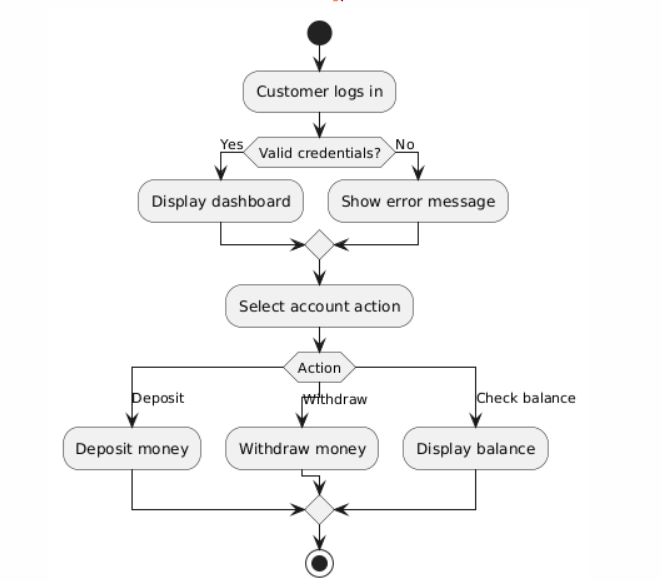 Customer logs in
Yes
Valid credentials?
No
Display dashboard
Show error message
Select account action
Action
Deposit
Withdraw
Check balance
Deposit money
Withdraw money
Display balance